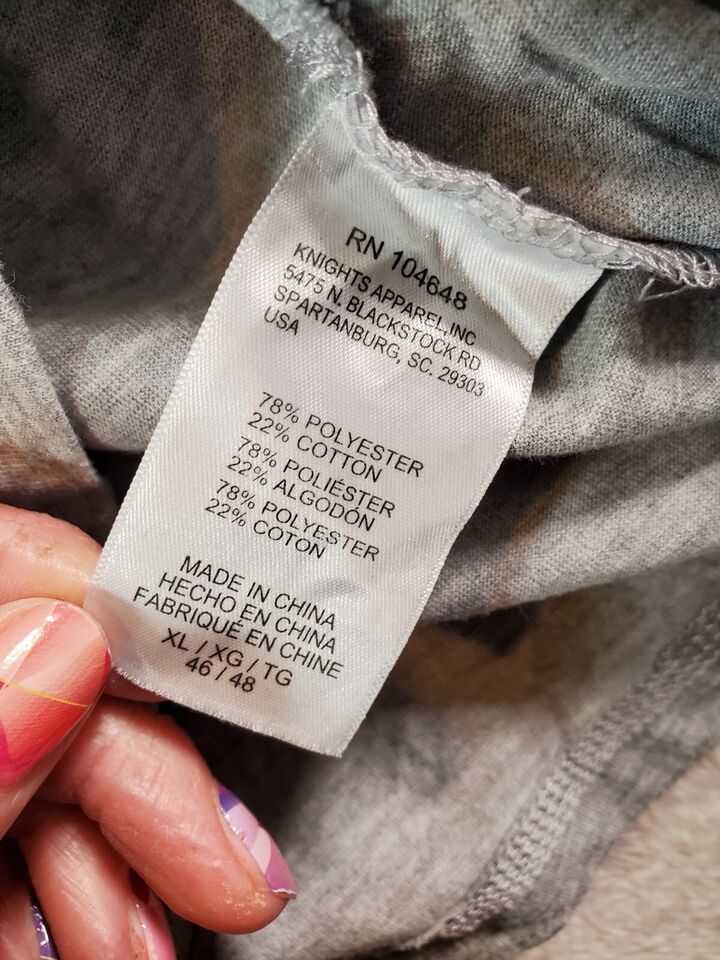 RN 104648
KNIGHTS APPAREL, INC
5475 N. BLACKSTOCK RD
SPARTANBURG, SC. 29303
USA
78% POLYESTER
22% COTTON
78% POLIÉSTER
22% ALGODÓN
78% POLYESTER
22% COTON
MADE IN CHINA
HECHO EN CHINA
FABRIQUÉ EN CHINE
XL / XG / TG
46 / 48